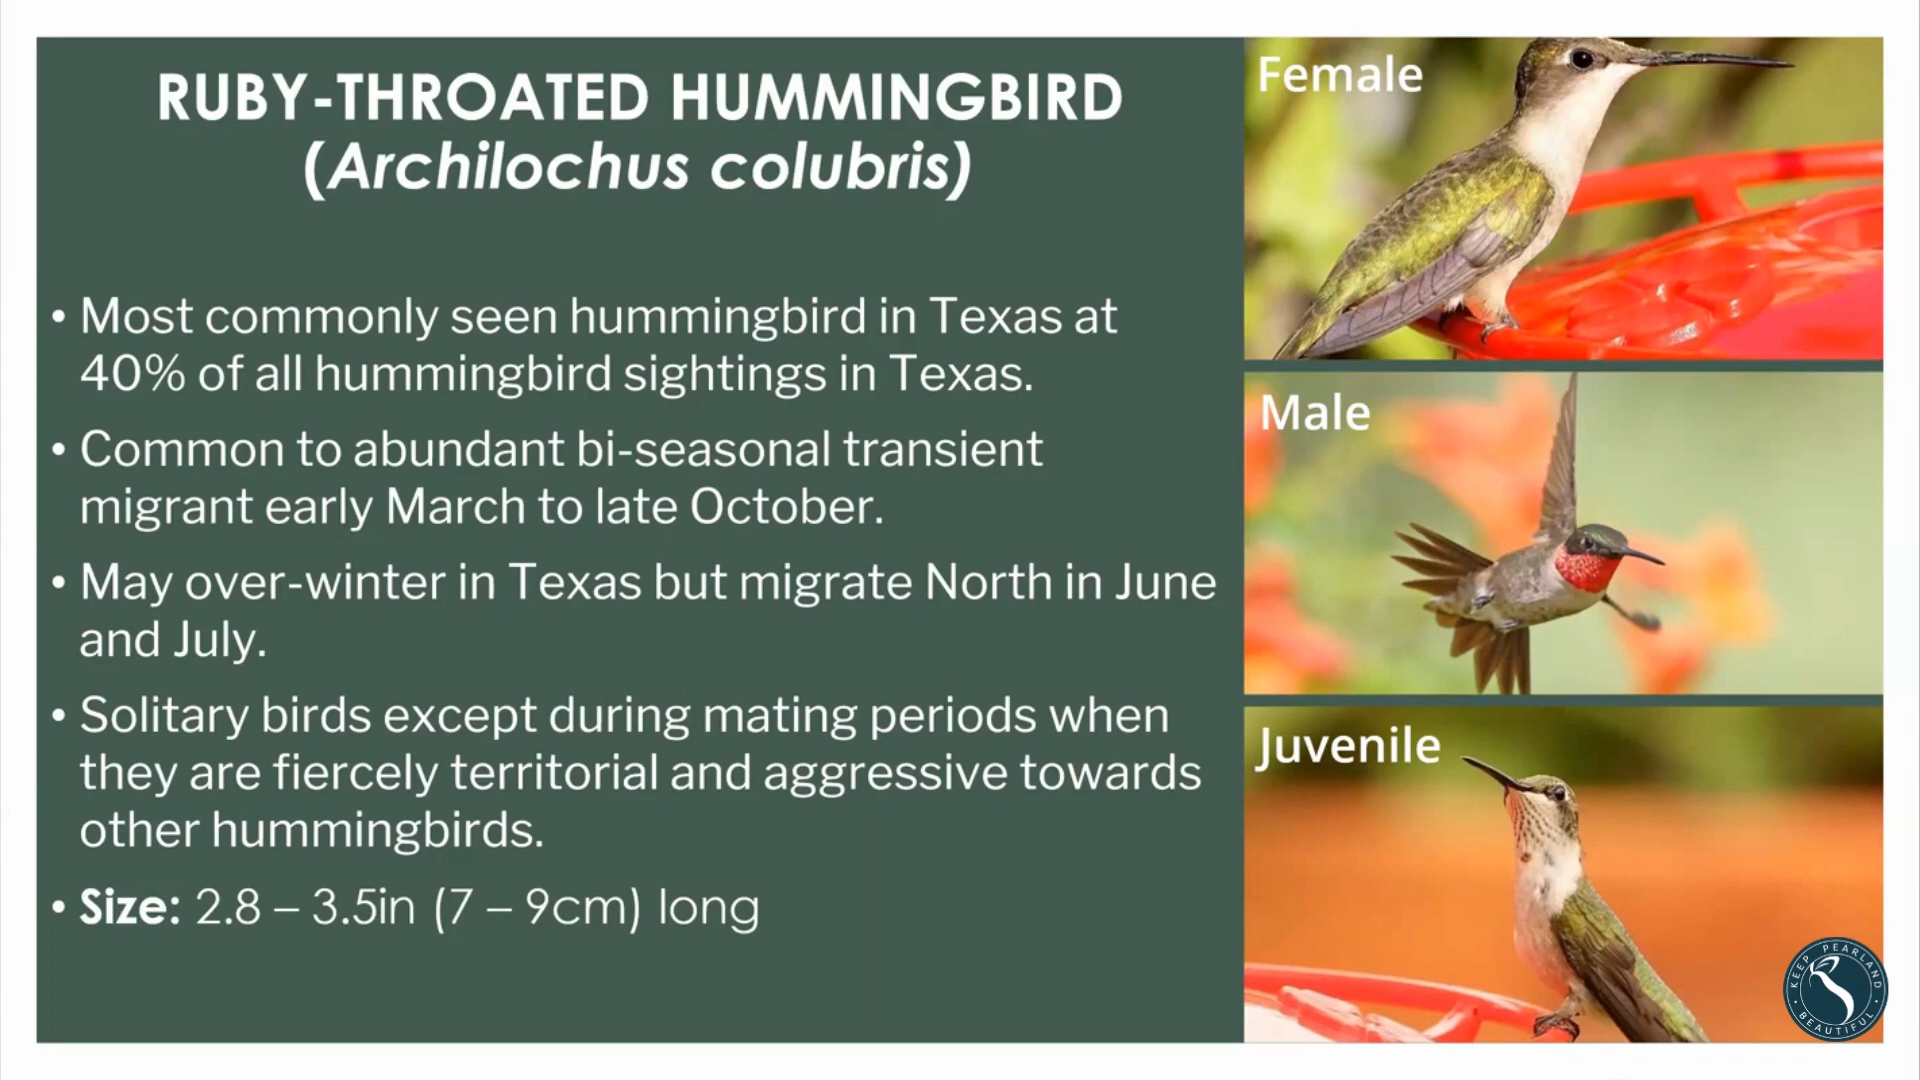 RUBY-THROATED HUMMINGBIRD
(Archilochus colubris)
• Most commonly seen hummingbird in Texas at
40% of all hummingbird sightings in Texas.
• Common to abundant bi-seasonal transient
migrant early March to late October.
• May over-winter in Texas but migrate North in June
and July.
• Solitary birds except during mating periods when
they are fiercely territorial and aggressive towards
other hummingbirds.
• Size: 2.8 – 3.5in (7 – 9cm) long
Female
Male
Juvenile
KEEP PEARLAND
BEAUTIFUL